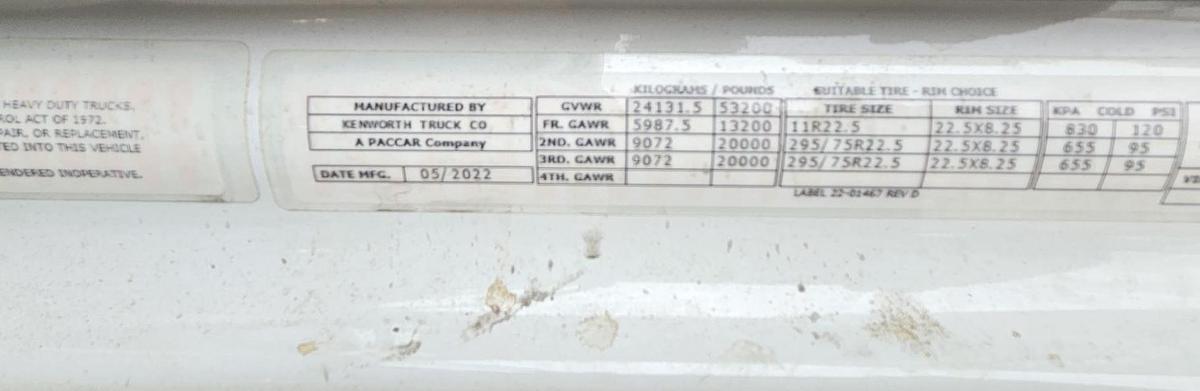 HEAVY DUTY TRUCKS.
ROL ACT OF 1972.
PAIR, OR REPLACEMENT,
TED INTO THIS VEHICLE
ENDERED INOPERATIVE.
KILOGRAMS / POUNDS SUITABLE TIRE - RIM CHOICE
MANUFACTURED BY GVWR 24131.5 53200 TIRE SIZE RIM SIZE KPA COLD PSI
KENWORTH TRUCK CO FR. GAWR 5987.5 13200 11R22.5 22.5X8.25 830 120
A PACCAR Company 2ND. GAWR 9072 20000 295/75R22.5 22.5X8.25 655 95
3RD. GAWR 9072 20000 295/75R22.5 22.5X8.25 655 95
DATE MFG. 05/2022 4TH. GAWR
LABEL 22-01467 REV D